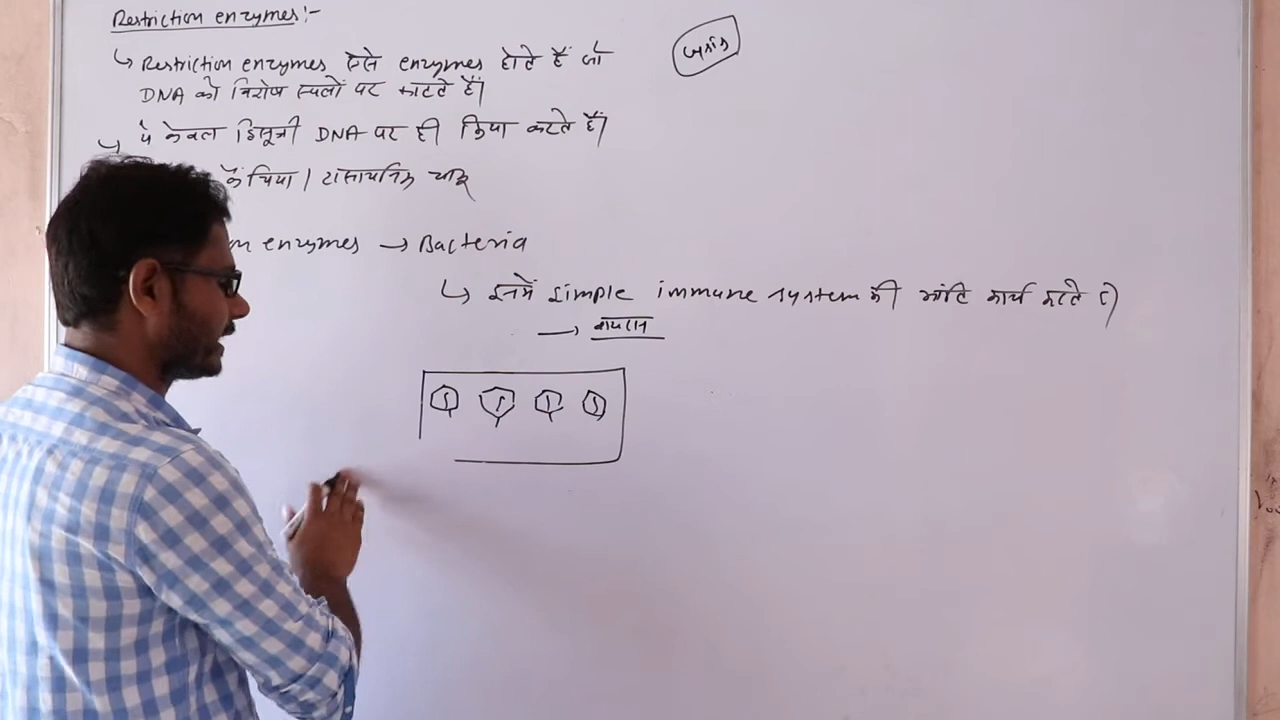 Restriction enzymes:-
↳ Restriction enzymes ऐसे enzymes होते हैं जो
DNA को विशेष स्थलों पर काटते हैं।
ये केवल द्विसूत्री DNA पर ही क्रिया करते हैं।
कैंचिया / रासायनिक चाकू
enzymes → Bacteria
↳ इनमें simple immune system की भांति कार्य करते
→ वायरस